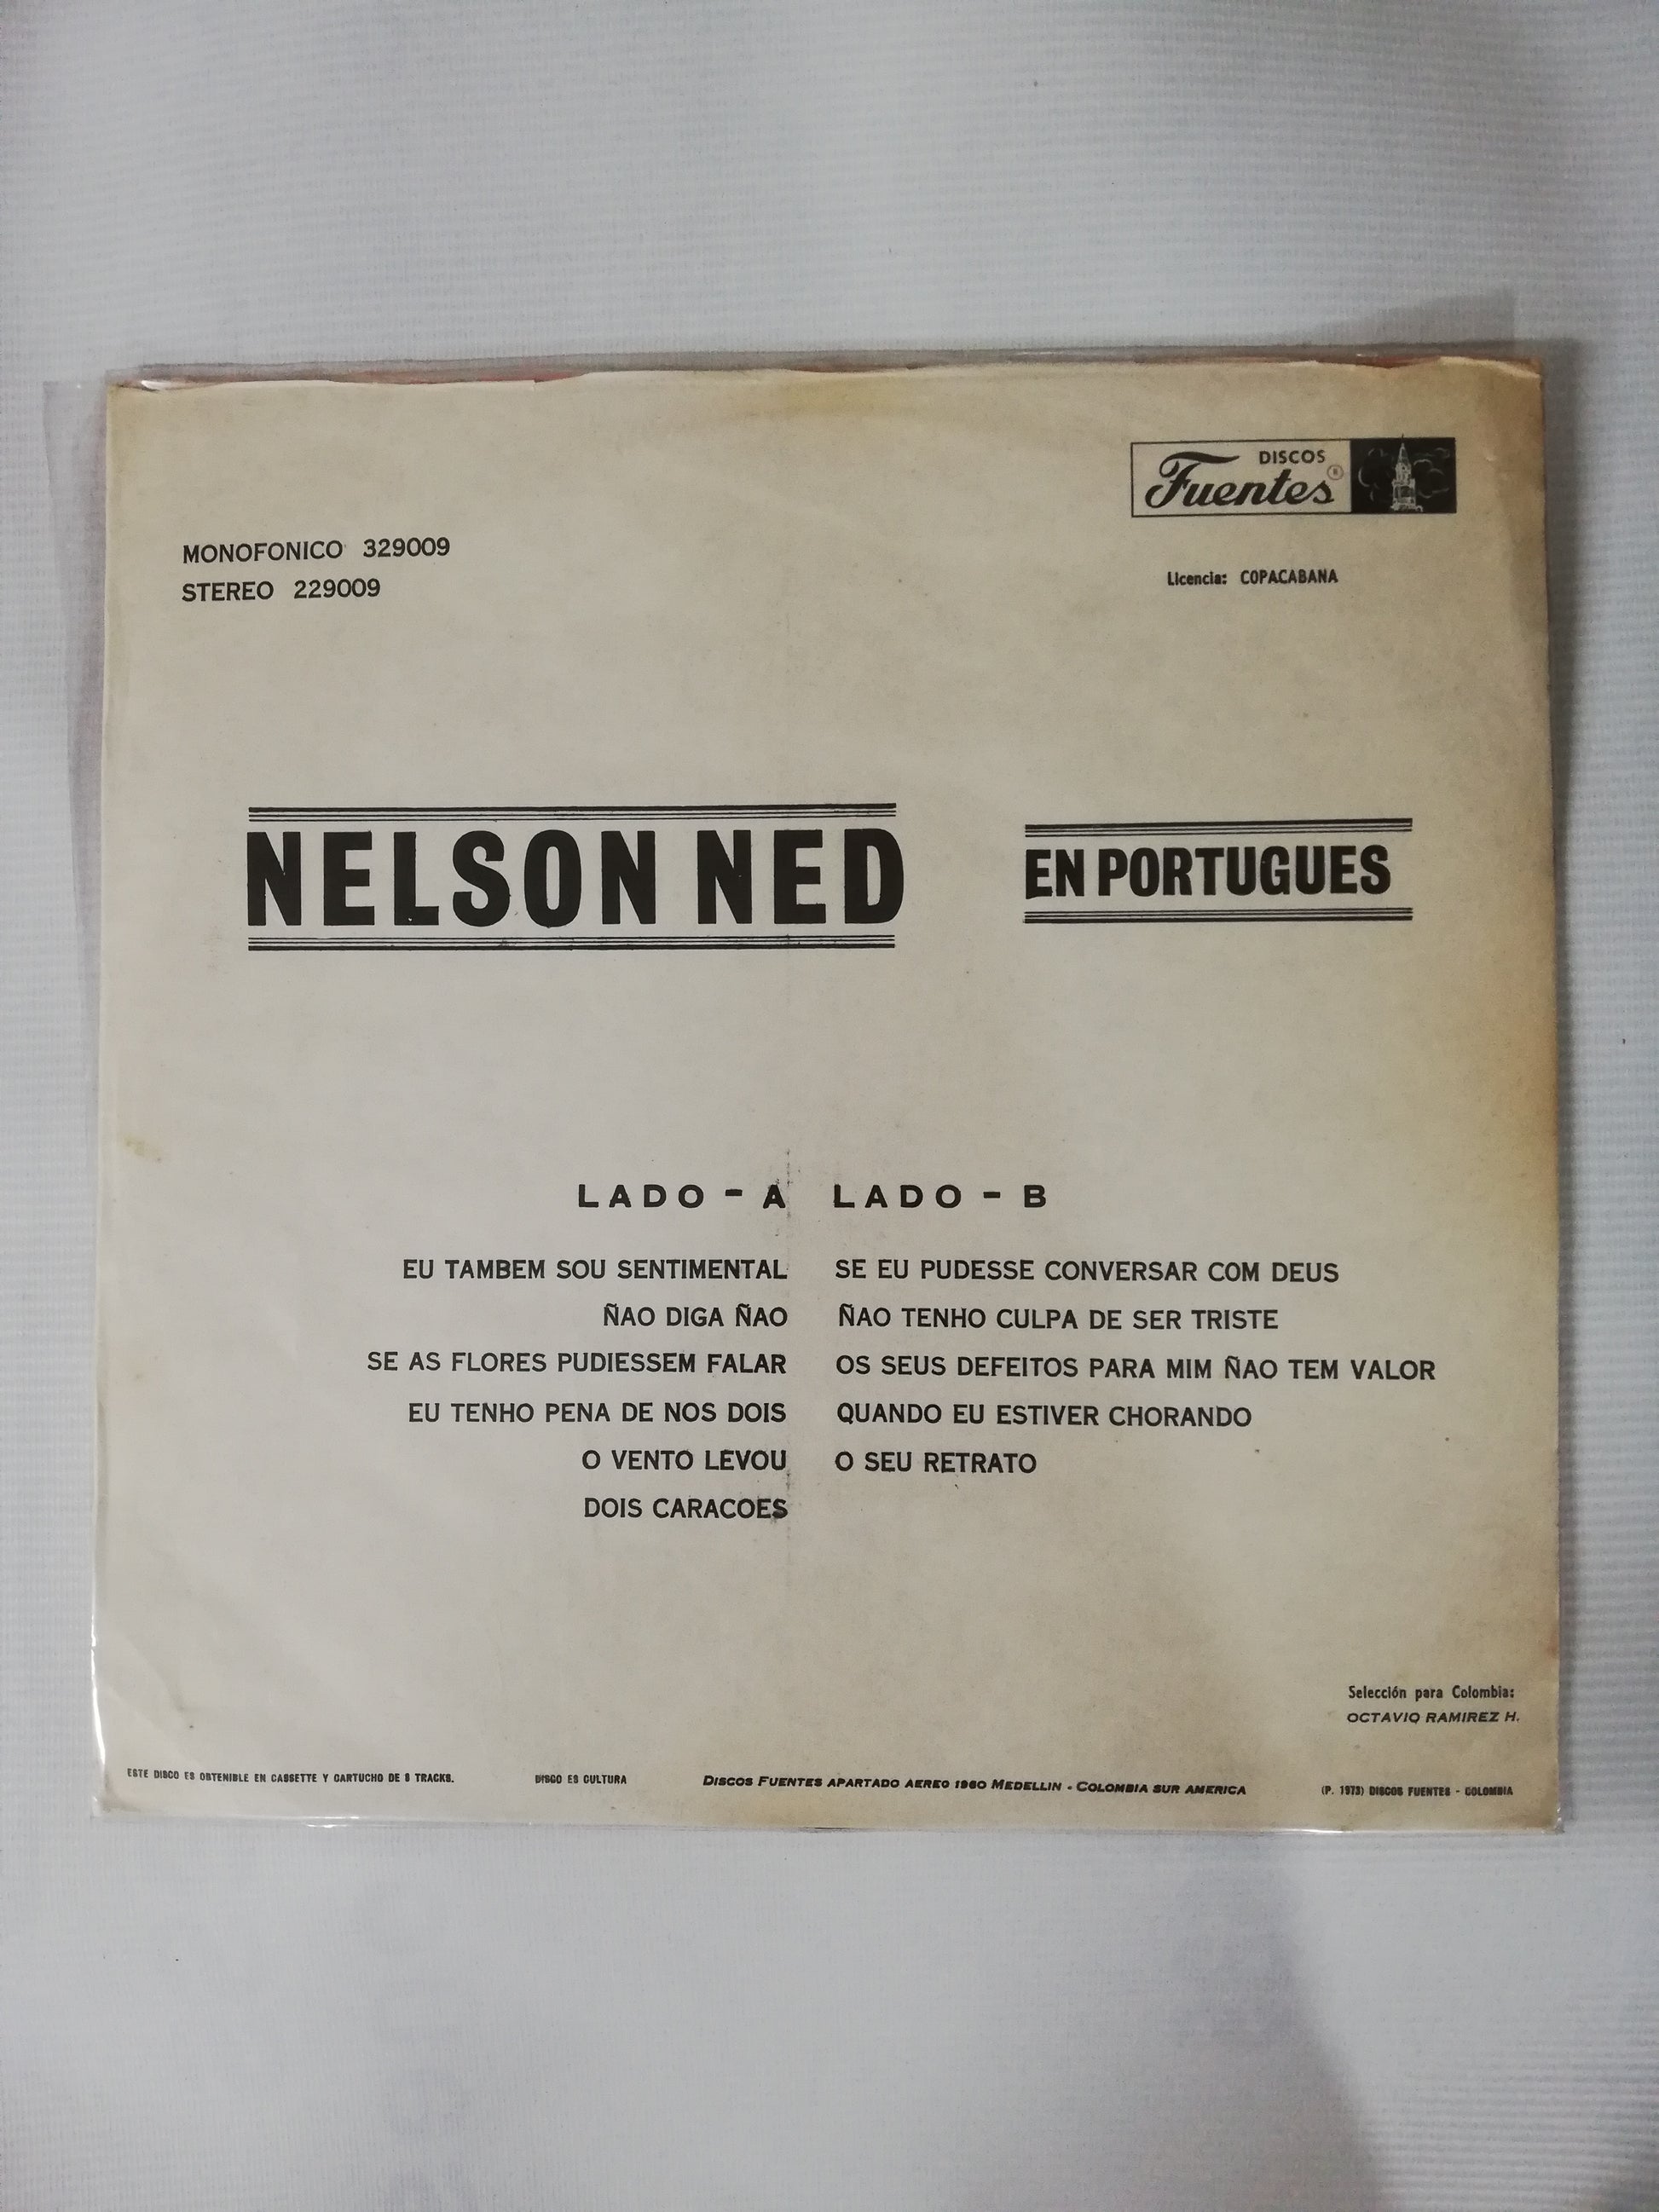 DISCOS
Fuentes ®
MONOFONICO 329009
STEREO 229009
Licencia: COPACABANA
NELSON NED
EN PORTUGUES
LADO - A
EU TAMBEM SOU SENTIMENTAL
ÑAO DIGA ÑAO
SE AS FLORES PUDIESSEM FALAR
EU TENHO PENA DE NOS DOIS
O VENTO LEVOU
DOIS CARACOES
LADO - B
SE EU PUDESSE CONVERSAR COM DEUS
ÑAO TENHO CULPA DE SER TRISTE
OS SEUS DEFEITOS PARA MIM ÑAO TEM VALOR
QUANDO EU ESTIVER CHORANDO
O SEU RETRATO
Selección para Colombia:
OCTAVIO RAMIREZ H.
ESTE DISCO ES OBTENIBLE EN CASSETTE Y CARTUCHO DE 8 TRACKS.
DISCO ES CULTURA
DISCOS FUENTES APARTADO AEREO 1960 MEDELLIN - COLOMBIA SUR AMERICA
(P. 1973) DISCOS FUENTES - COLOMBIA